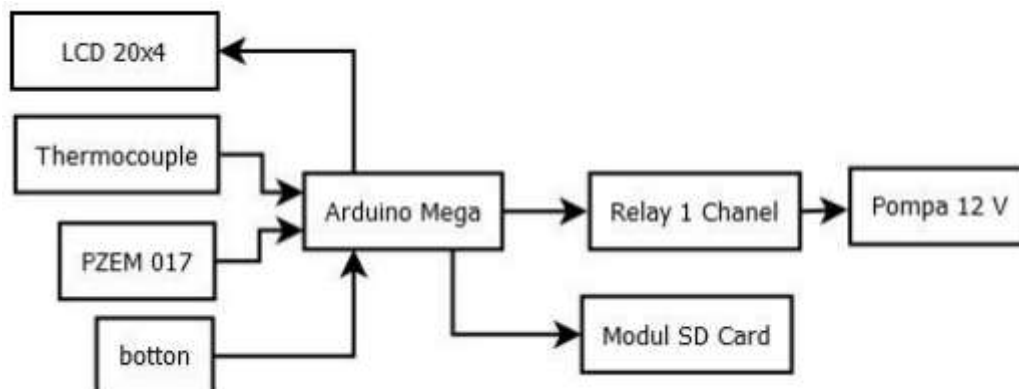 LCD 20x4
Thermocouple
Arduino Mega
Relay 1 Chanel
Pompa 12 V
PZEM 017
Modul SD Card
botton